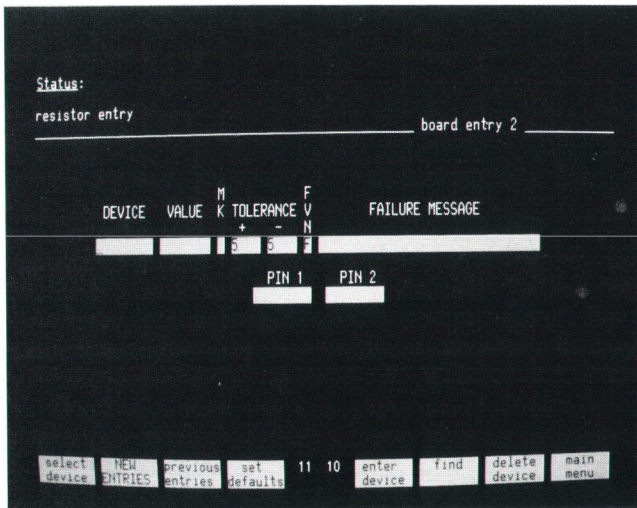 Status:
resistor entry
board entry 2
M F
K TOLERANCE V
DEVICE VALUE + - N FAILURE MESSAGE
5 5 F
PIN 1 PIN 2
select device NEW ENTRIES previous entries set defaults 11 10 enter device find delete device main menu